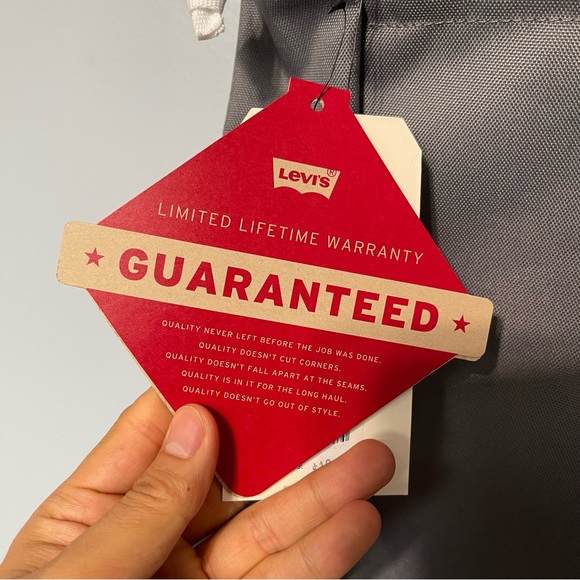 Levi's®
LIMITED LIFETIME WARRANTY
★ GUARANTEED ★
QUALITY NEVER LEFT BEFORE THE JOB WAS DONE.
QUALITY DOESN'T CUT CORNERS.
QUALITY DOESN'T FALL APART AT THE SEAMS.
QUALITY IS IN IT FOR THE LONG HAUL.
QUALITY DOESN'T GO OUT OF STYLE.